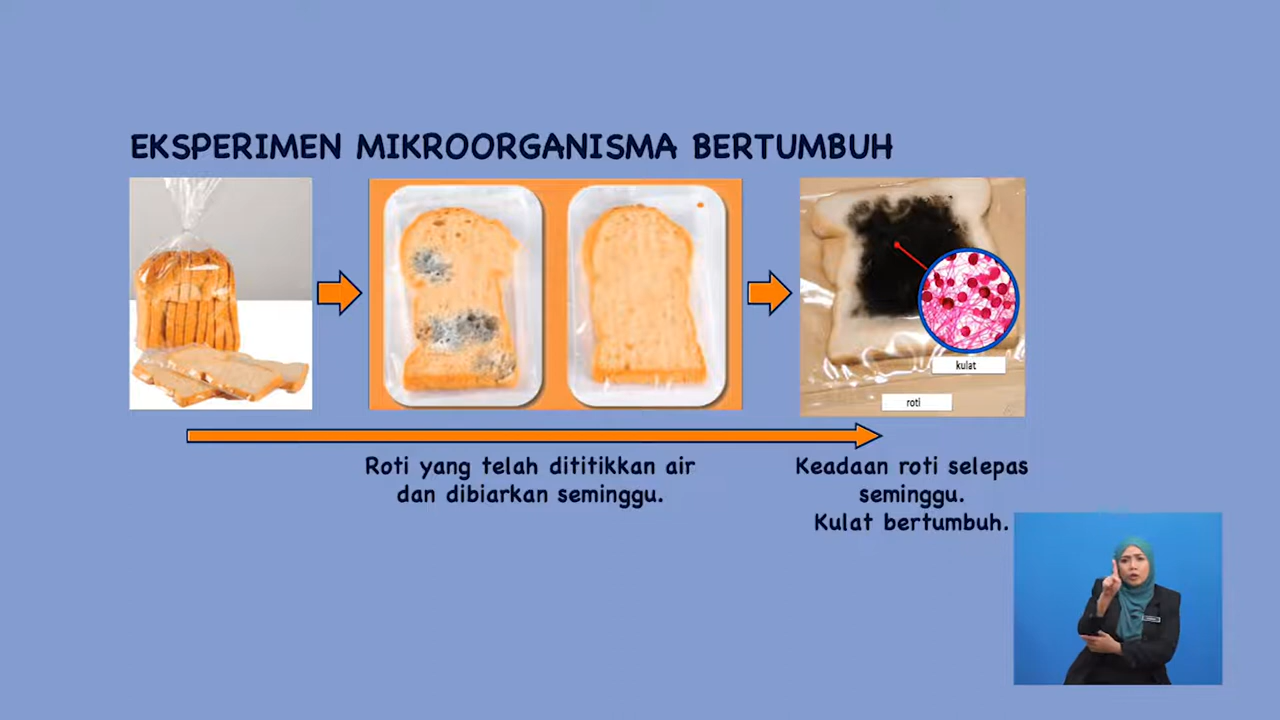 EKSPERIMEN MIKROORGANISMA BERTUMBUH
kulat
roti
Roti yang telah dititikkan air
dan dibiarkan seminggu.
Keadaan roti selepas
seminggu.
Kulat bertumbuh.